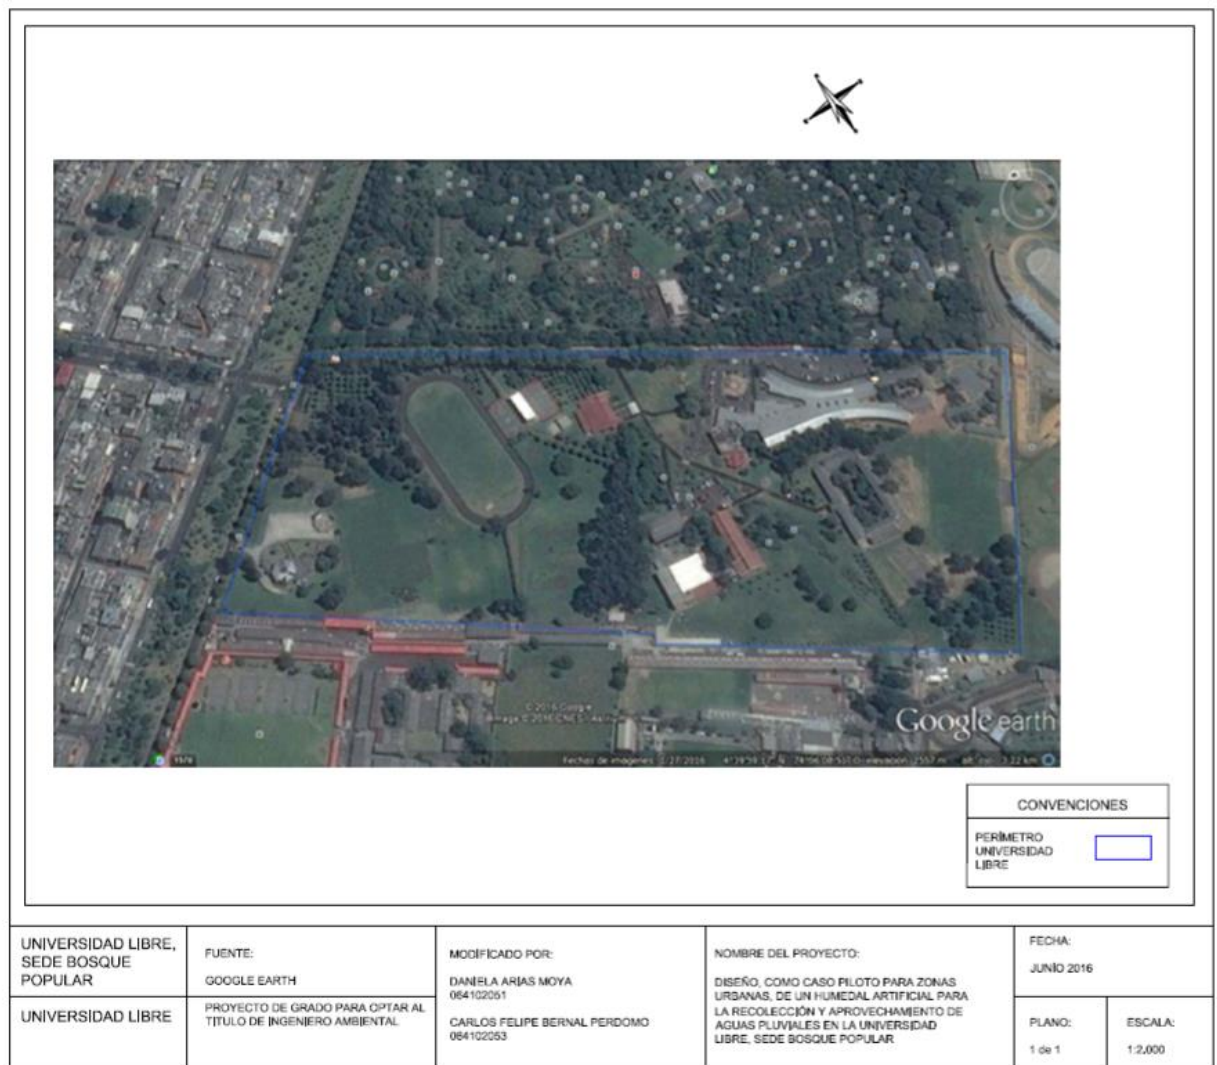 © 2016 Google
Google earth
CONVENCIONES
PERÍMETRO
UNIVERSIDAD
LIBRE
UNIVERSIDAD LIBRE,
SEDE BOSQUE
POPULAR
UNIVERSIDAD LIBRE
FUENTE:
GOOGLE EARTH
PROYECTO DE GRADO PARA OPTAR AL
TITULO DE INGENIERO AMBIENTAL
MODIFICADO POR:
DANIELA ARIAS MOYA
064102051
CARLOS FELIPE BERNAL PERDOMO
064102053
NOMBRE DEL PROYECTO:
DISEÑO, COMO CASO PILOTO PARA ZONAS
URBANAS, DE UN HUMEDAL ARTIFICIAL PARA
LA RECOLECCIÓN Y APROVECHAMIENTO DE
AGUAS PLUVIALES EN LA UNIVERSIDAD
LIBRE, SEDE BOSQUE POPULAR
FECHA:
JUNIO 2016
PLANO:
1 de 1
ESCALA:
1:2.000